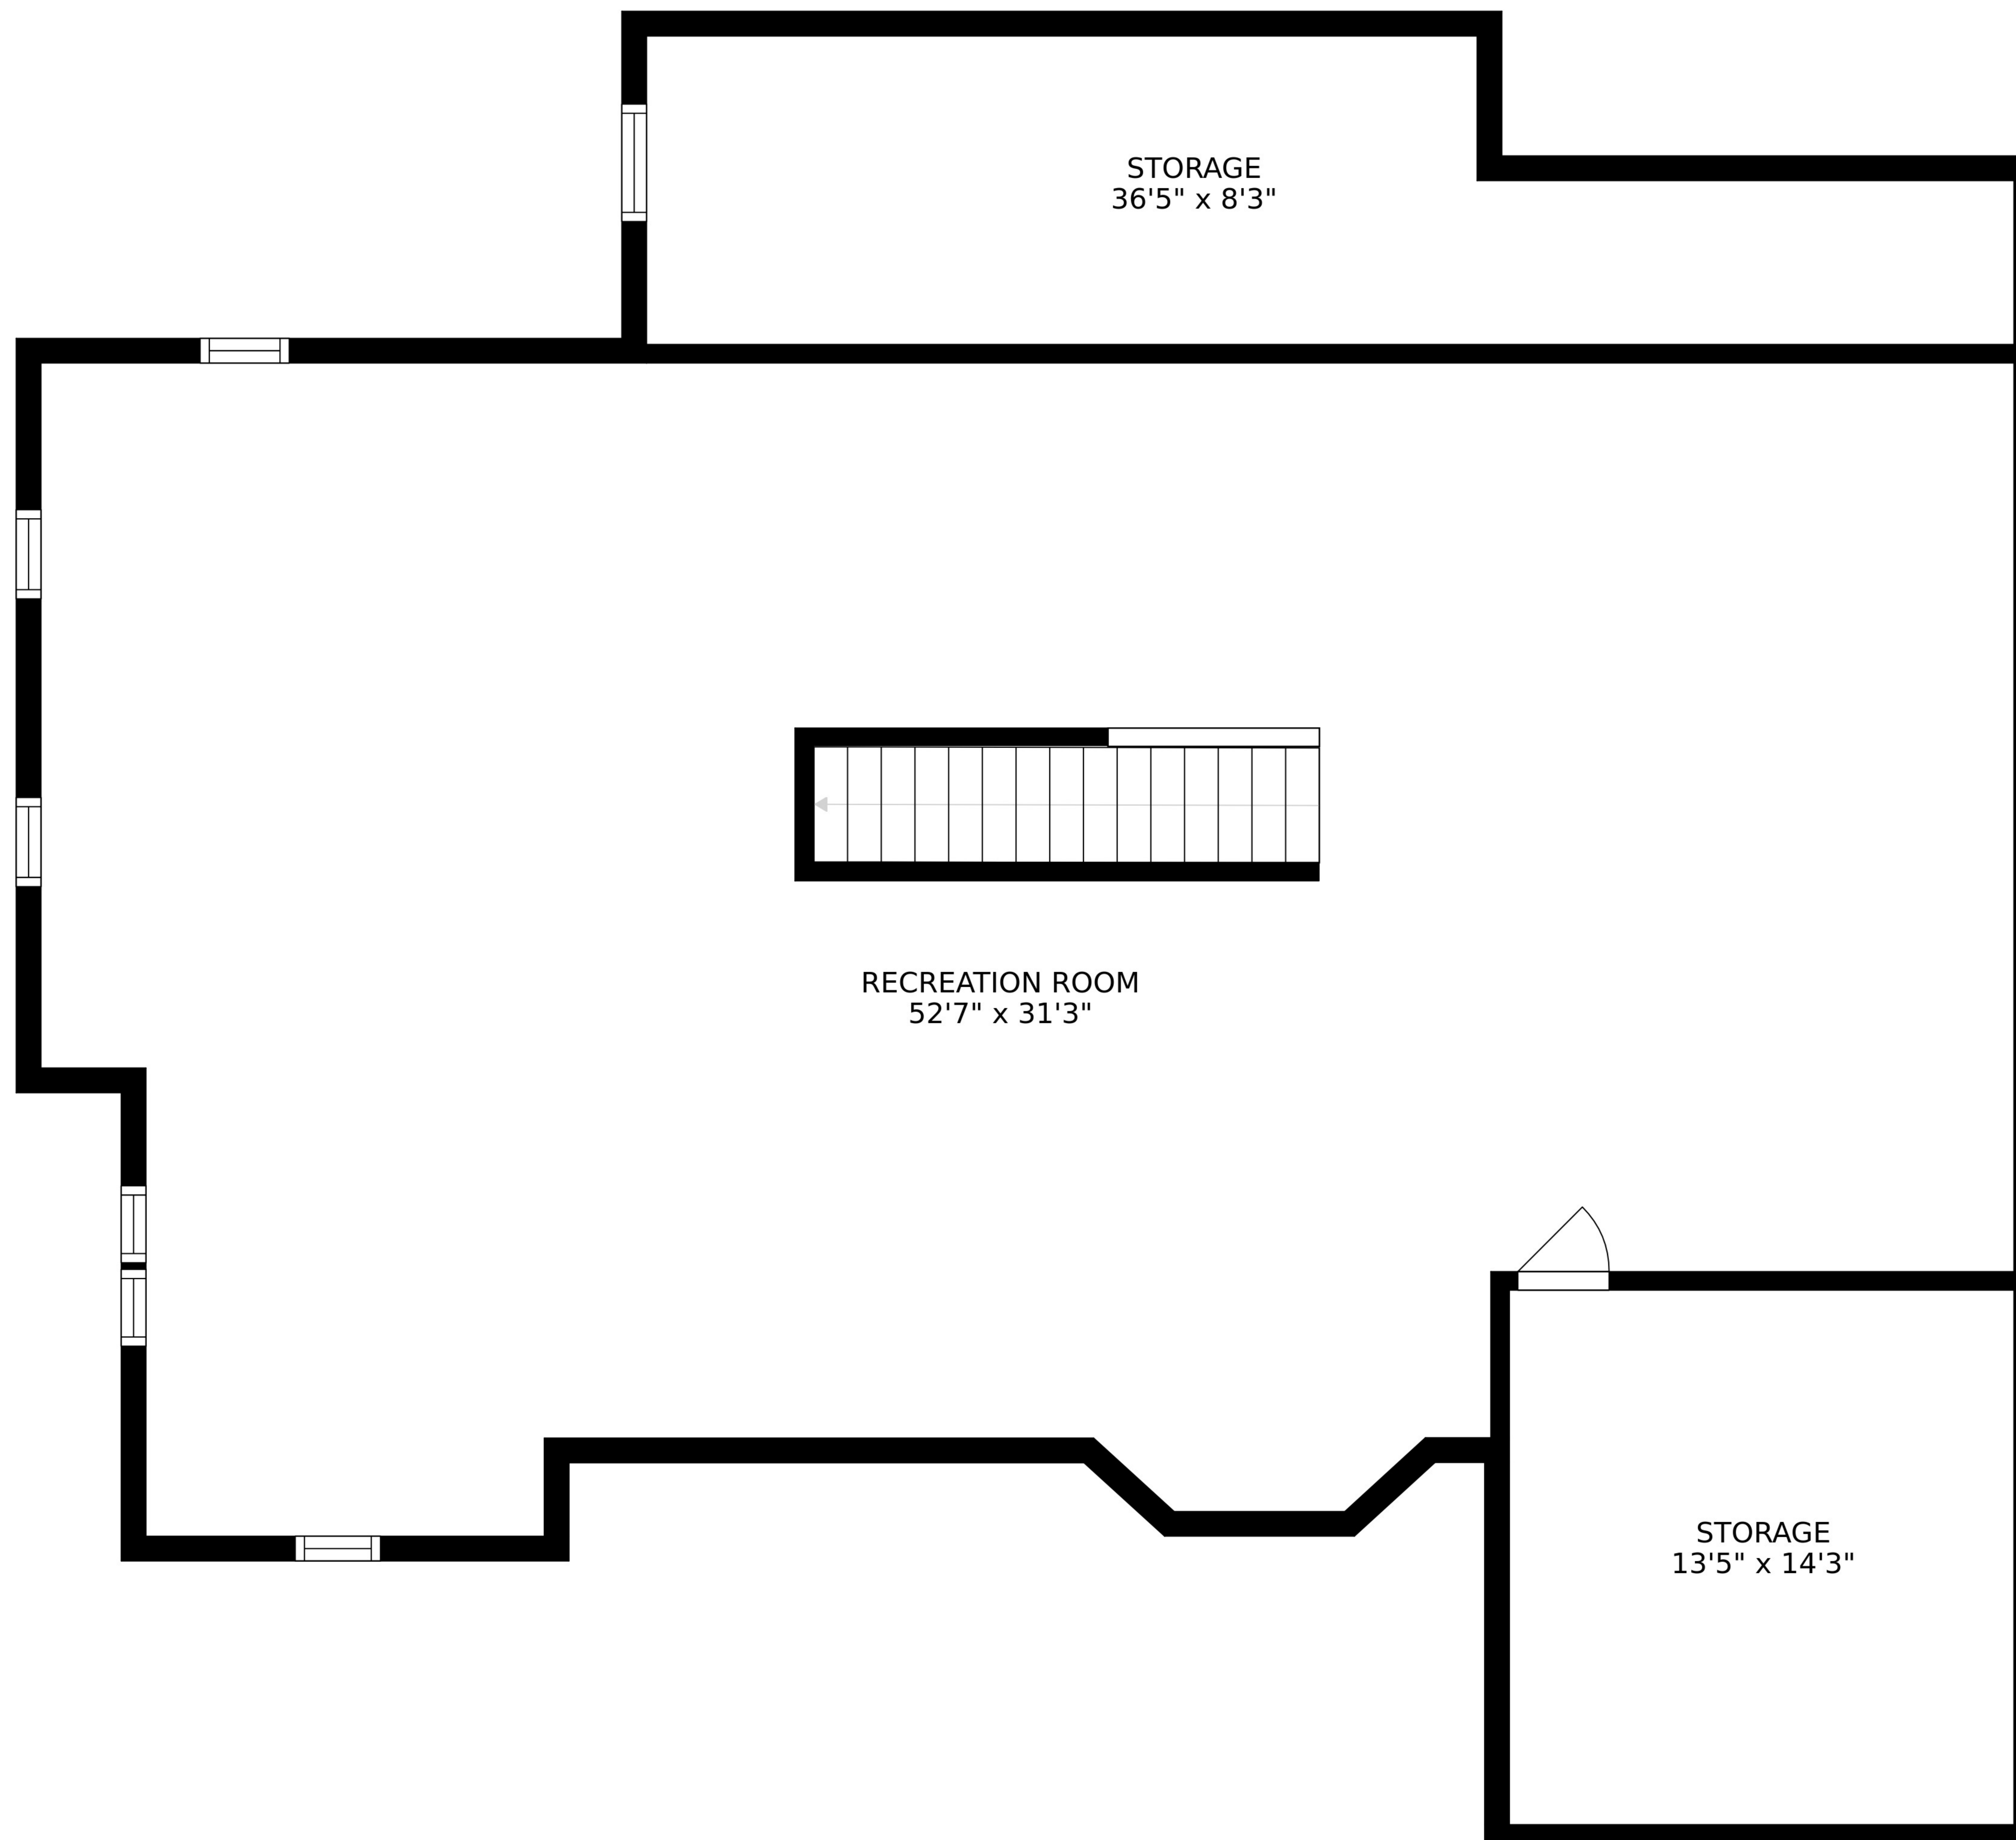 STORAGE
36'5" x 8'3"
RECREATION ROOM
52'7" x 31'3"
STORAGE
13'5" x 14'3"